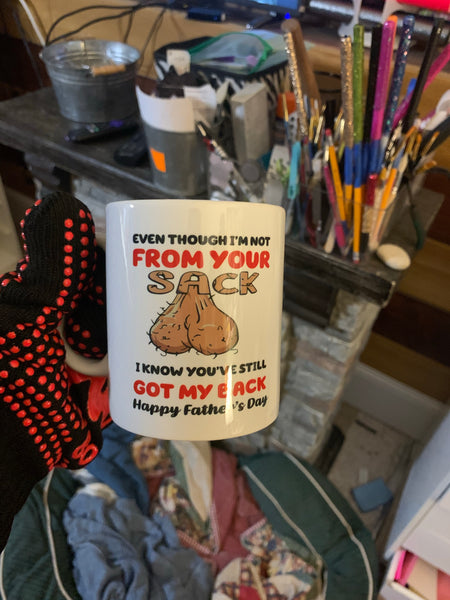 EVEN THOUGH I'M NOT
FROM YOUR
SACK
I KNOW YOU'VE STILL
GOT MY BACK
Happy Father's Day